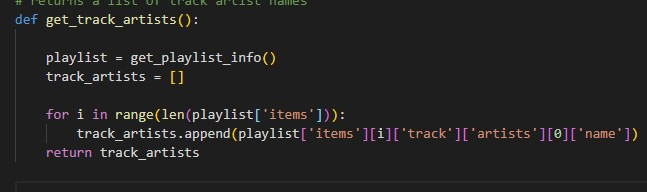 # returns a list of track artist names
def get_track_artists():
playlist = get_playlist_info()
track_artists = []
for i in range(len(playlist['items'])):
track_artists.append(playlist['items'][i]['track']['artists'][0]['name'])
return track_artists